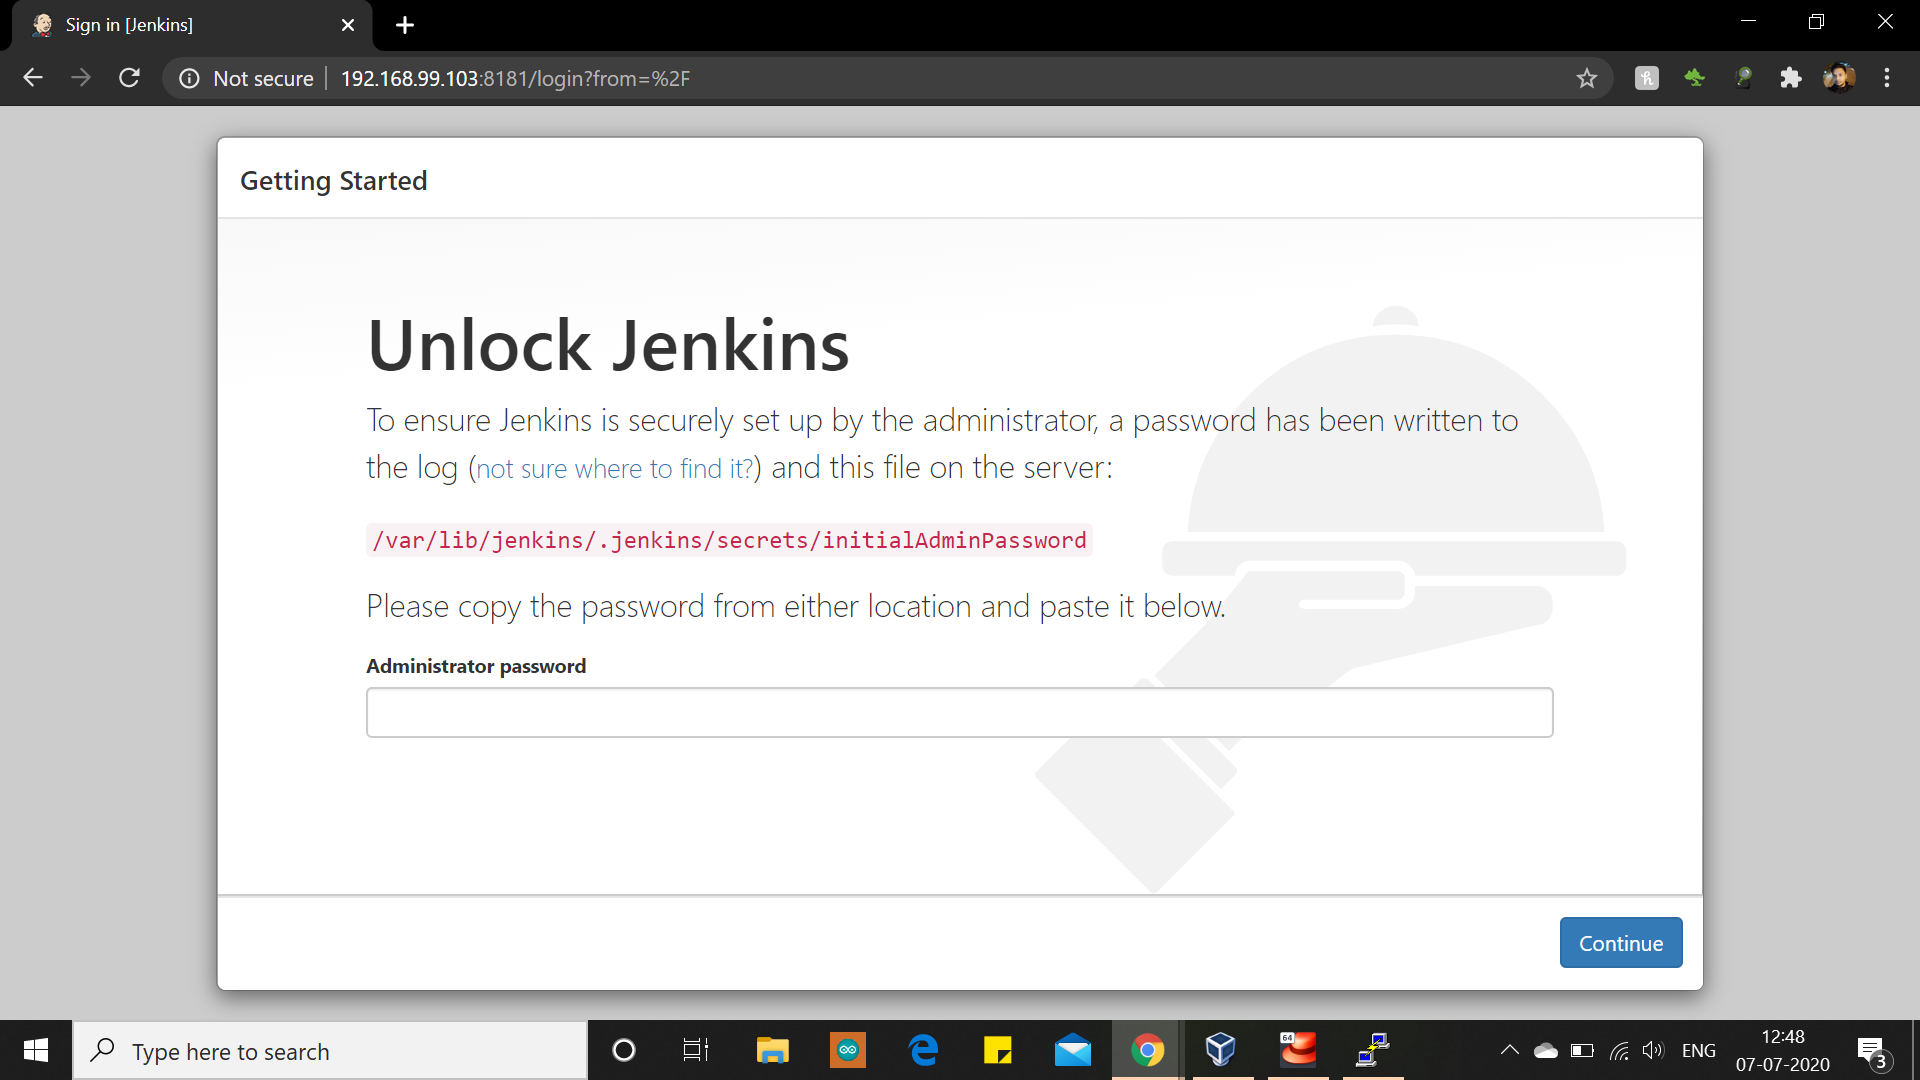 Sign in [Jenkins]
Not secure
192.168.99.103:8181/login?from=%2F
Getting Started
Unlock Jenkins
To ensure Jenkins is securely set up by the administrator, a password has been written to
the log (not sure where to find it?) and this file on the server:
/var/lib/jenkins/.jenkins/secrets/initialAdminPassword
Please copy the password from either location and paste it below.
Administrator password
Continue
Type here to search
64
ENG
12:48
07-07-2020
3